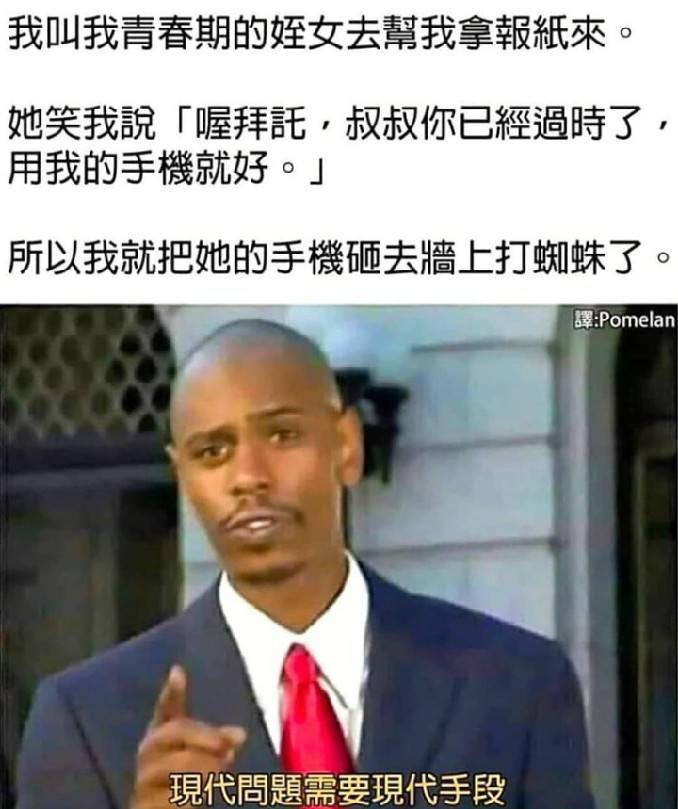 我叫我青春期的姪女去幫我拿報紙來。
她笑我說「喔拜託，叔叔你已經過時了，
用我的手機就好。」
所以我就把她的手機砸去牆上打蜘蛛了。
譯:Pomelan
現代問題需要現代手段